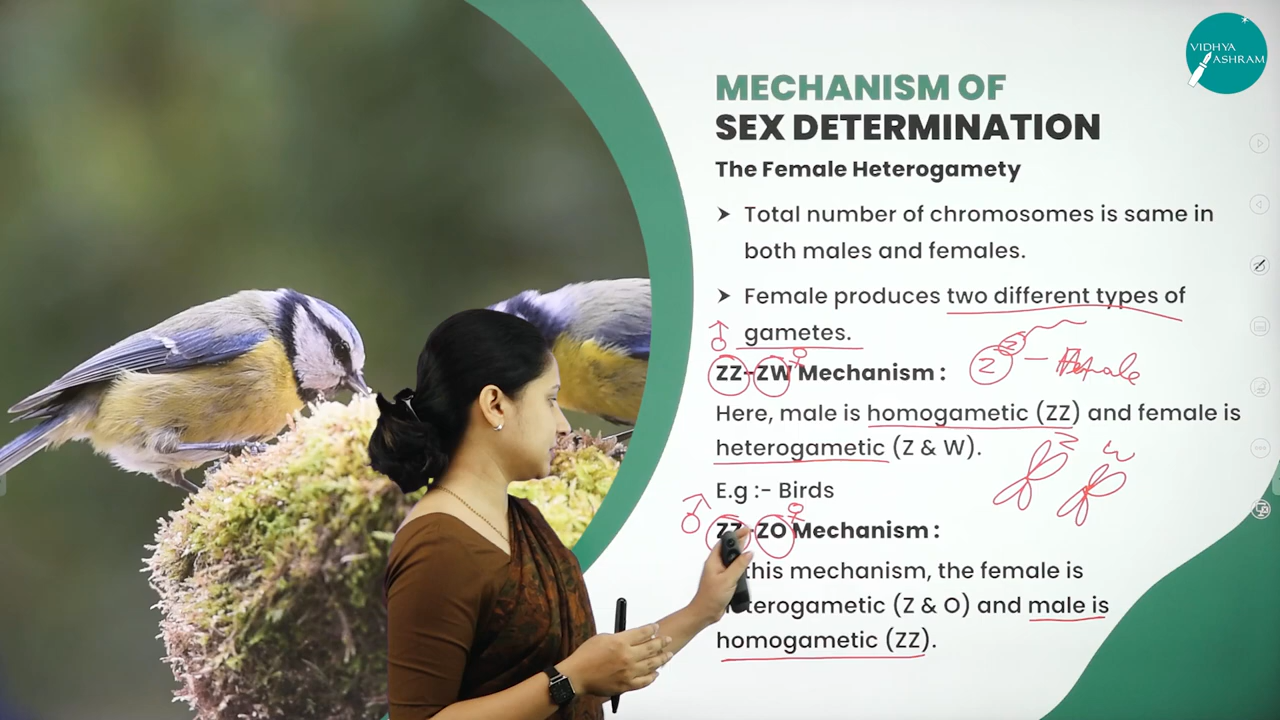 VIDHYA
ASHRAM
MECHANISM OF
SEX DETERMINATION
The Female Heterogamety
➤ Total number of chromosomes is same in
both males and females.
➤ Female produces two different types of
gametes.
♂ ♀
ZZ-ZW Mechanism :
Z
Here, male is homogametic (ZZ) and female is
heterogametic (Z & W).
Z W
E.g :- Birds
♂ ♀
ZZ-ZO Mechanism :
this mechanism, the female is
heterogametic (Z & O) and male is
homogametic (ZZ).